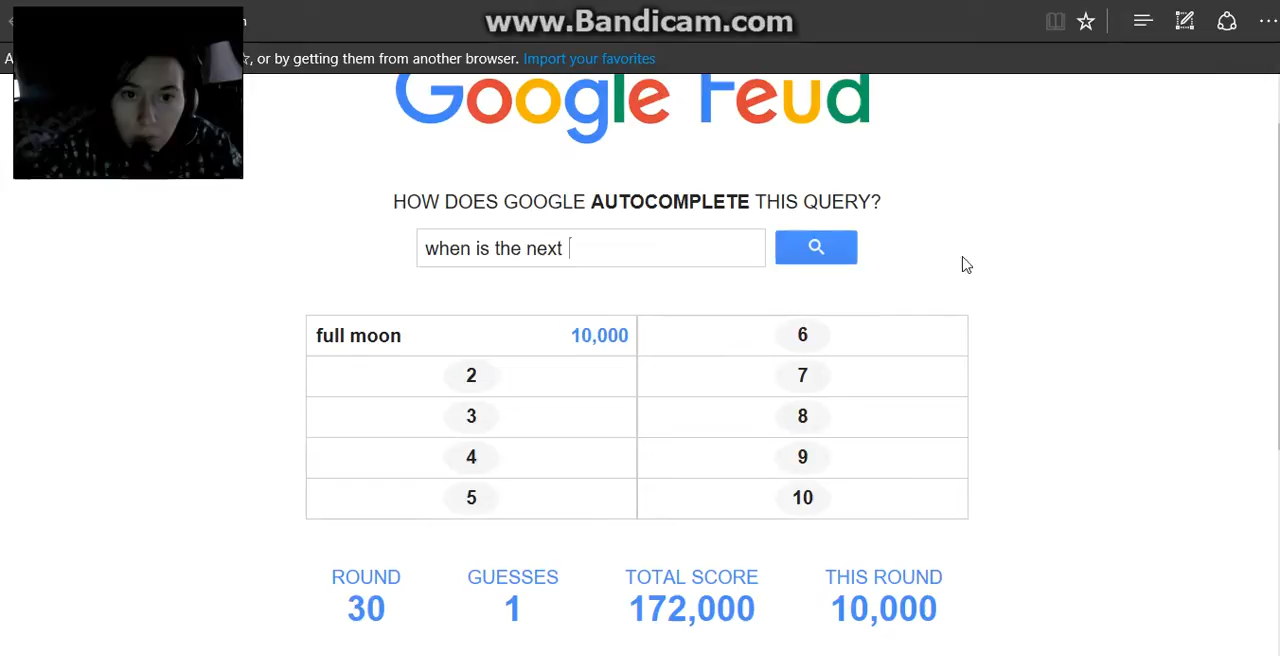 www.Bandicam.com
, or by getting them from another browser. Import your favorites
Google Feud
HOW DOES GOOGLE AUTOCOMPLETE THIS QUERY?
when is the next
full moon 10,000 6
2 7
3 8
4 9
5 10
ROUND GUESSES TOTAL SCORE THIS ROUND
30 1 172,000 10,000